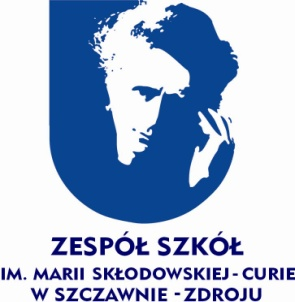 ZESPÓŁ SZKÓŁ
IM. MARII SKŁODOWSKIEJ - CURIE
W SZCZAWNIE - ZDROJU